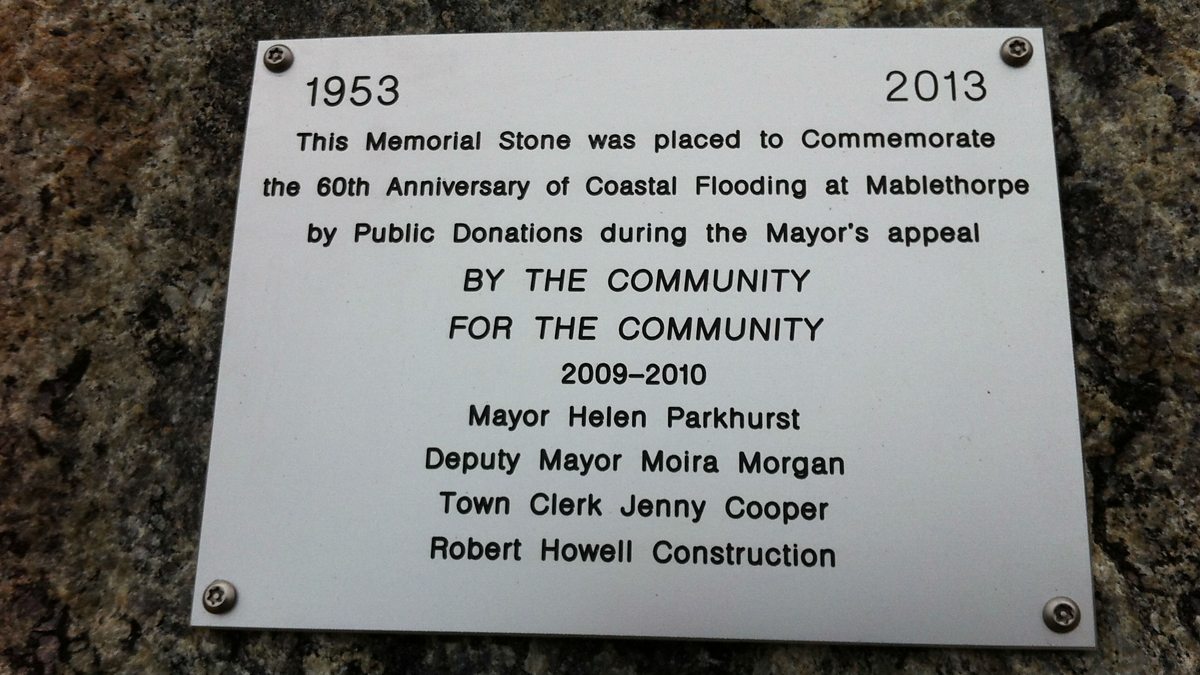 1953 2013
This Memorial Stone was placed to Commemorate
the 60th Anniversary of Coastal Flooding at Mablethorpe
by Public Donations during the Mayor's appeal
BY THE COMMUNITY
FOR THE COMMUNITY
2009–2010
Mayor Helen Parkhurst
Deputy Mayor Moira Morgan
Town Clerk Jenny Cooper
Robert Howell Construction